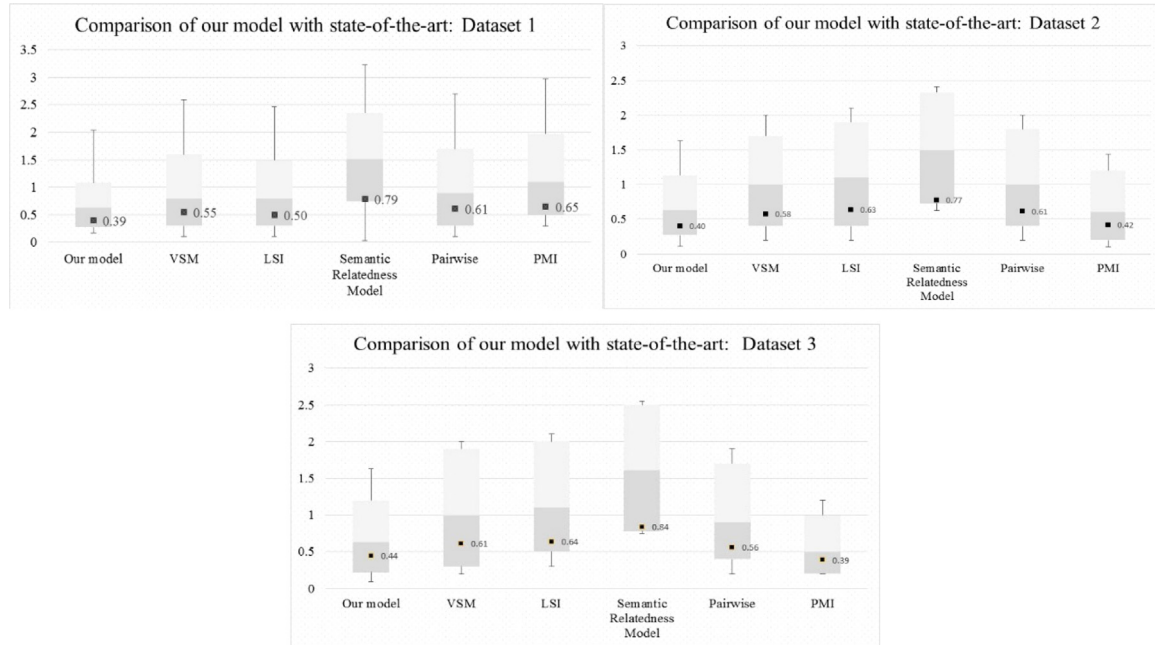 Comparison of our model with state-of-the-art: Dataset 1
3.5
3
2.5
2
1.5
1
0.5
0
0.39
0.55
0.50
0.79
0.61
0.65
Our model
VSM
LSI
Semantic
Relatedness
Model
Pairwise
PMI
Comparison of our model with state-of-the-art: Dataset 2
3
2.5
2
1.5
1
0.5
0
0.40
0.58
0.63
0.77
0.61
0.42
Our model
VSM
LSI
Semantic
Relatedness
Model
Pairwise
PMI
Comparison of our model with state-of-the-art: Dataset 3
3
2.5
2
1.5
1
0.5
0
0.44
0.61
0.64
0.84
0.56
0.39
Our model
VSM
LSI
Semantic
Relatedness
Model
Pairwise
PMI